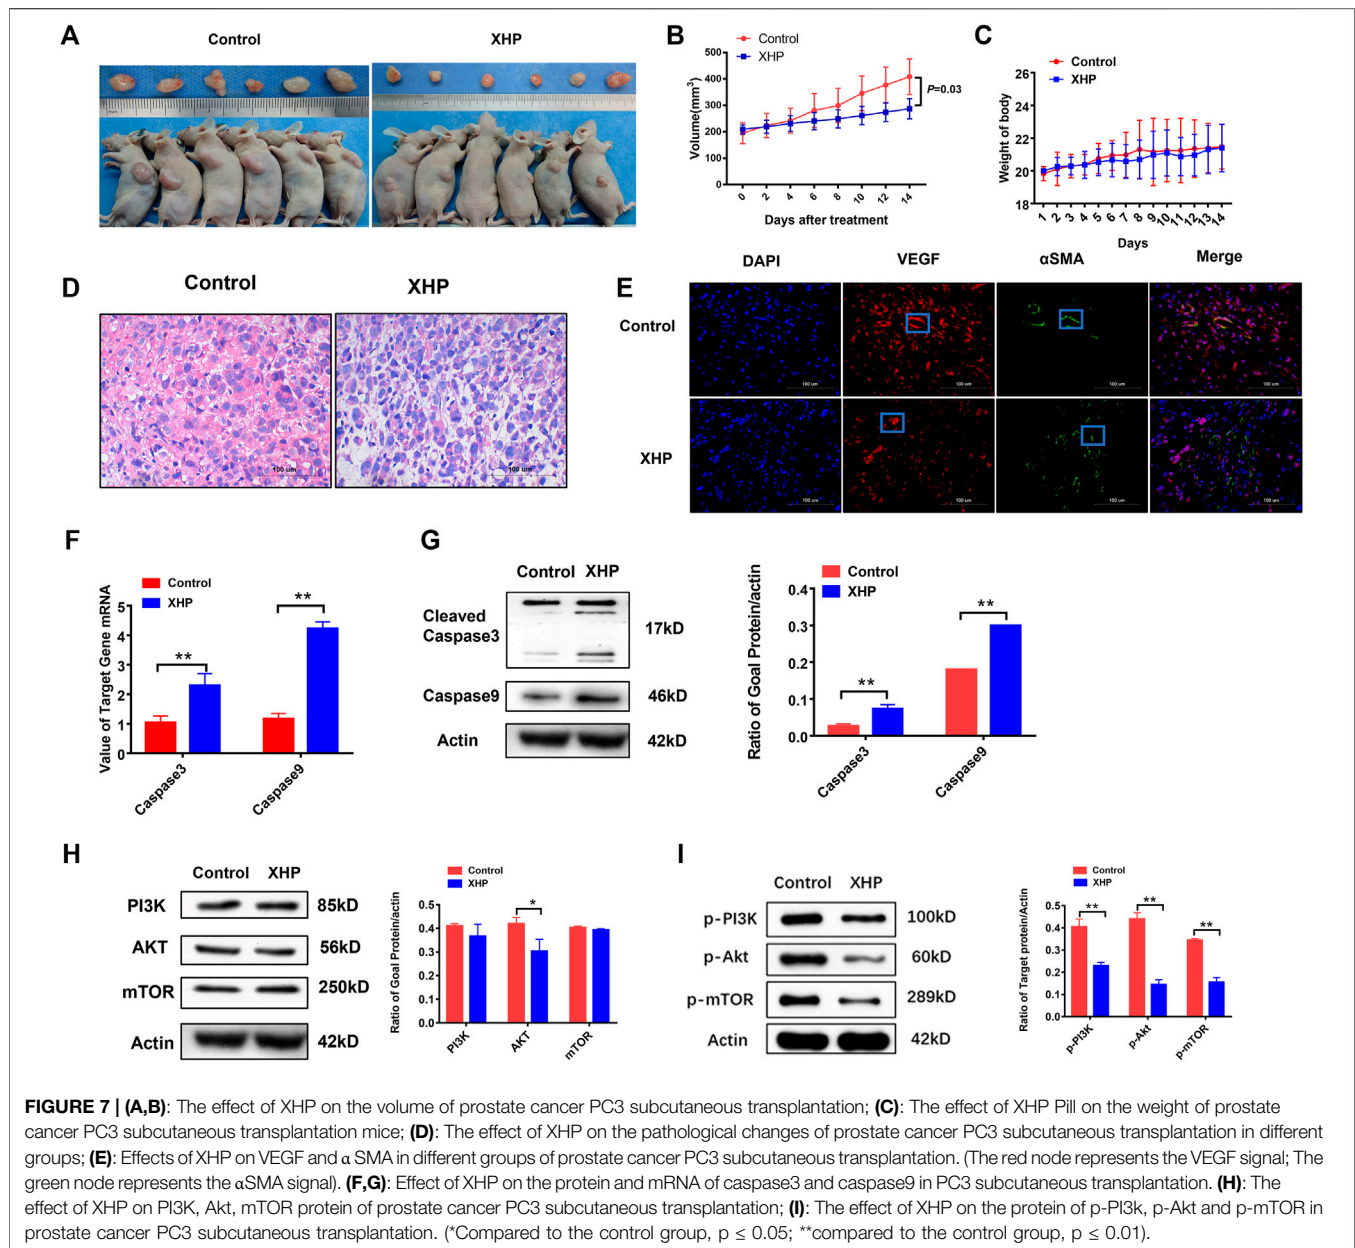 A
Control
XHP
B
Control
XHP
Volume(mm³)
500
400
300
200
100
0
P=0.03
0 2 4 6 8 10 12 14
Days after treatment
C
Control
XHP
Weight of body
26
24
22
20
18
1 2 3 4 5 6 7 8 9 10 11 12 13 14
Days
D
Control
XHP
100 um
100 um
E
DAPI
VEGF
αSMA
Merge
Control
100 um
100 um
100 um
100 um
XHP
100 um
100 um
100 um
100 um
F
Control
XHP
Value of Target Gene mRNA
5
4
3
2
1
0
**
**
Caspase3
Caspase9
G
Control XHP
Cleaved
Caspase3
17kD
Caspase9
46kD
Actin
42kD
Control
XHP
Ratio of Goal Protein/actin
0.4
0.3
0.2
0.1
0.0
**
**
Caspase3
Caspase9
H
Control XHP
PI3K
85kD
AKT
56kD
mTOR
250kD
Actin
42kD
Control
XHP
Ratio of Goal Protein/actin
0.5
0.4
0.3
0.2
0.1
0.0
*
PI3K
AKT
mTOR
I
Control XHP
p-PI3K
100kD
p-Akt
60kD
p-mTOR
289kD
Actin
42kD
Control
XHP
Ratio of Target protein/Actin
0.5
0.4
0.3
0.2
0.1
0.0
**
**
**
p-PI3K
p-Akt
p-mTOR
FIGURE 7 | (A,B): The effect of XHP on the volume of prostate cancer PC3 subcutaneous transplantation; (C): The effect of XHP Pill on the weight of prostate
cancer PC3 subcutaneous transplantation mice; (D): The effect of XHP on the pathological changes of prostate cancer PC3 subcutaneous transplantation in different
groups; (E): Effects of XHP on VEGF and α SMA in different groups of prostate cancer PC3 subcutaneous transplantation. (The red node represents the VEGF signal; The
green node represents the αSMA signal). (F,G): Effect of XHP on the protein and mRNA of caspase3 and caspase9 in PC3 subcutaneous transplantation. (H): The
effect of XHP on PI3K, Akt, mTOR protein of prostate cancer PC3 subcutaneous transplantation; (I): The effect of XHP on the protein of p-PI3k, p-Akt and p-mTOR in
prostate cancer PC3 subcutaneous transplantation. (*Compared to the control group, p ≤ 0.05; **compared to the control group, p ≤ 0.01).